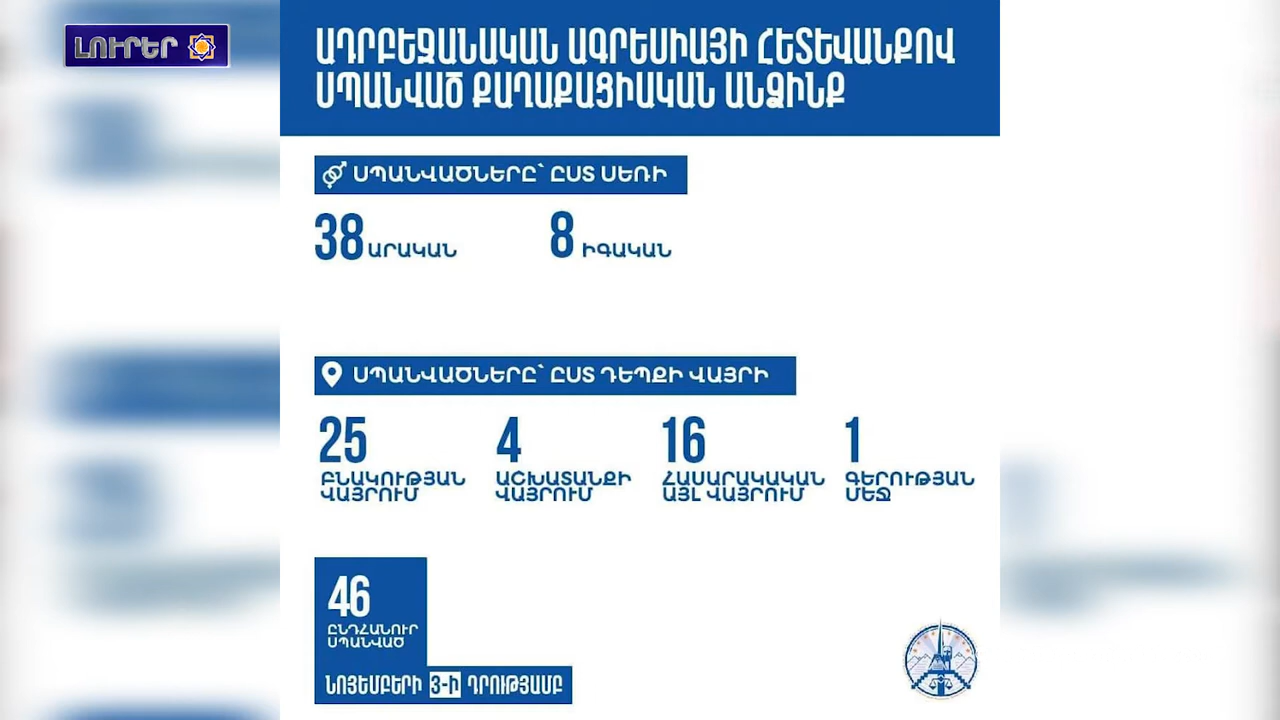 ԼՈՒՐԵՐ
ԱԴՐԲԵՋԱՆԱԿԱՆ ԱԳՐԵՍԻԱՅԻ ՀԵՏԵՎԱՆՔՈՎ
ՍՊԱՆՎԱԾ ՔԱՂԱՔԱՑԻԱԿԱՆ ԱՆՁԻՆՔ
ՍՊԱՆՎԱԾՆԵՐԸ՝ ԸՍՏ ՍԵՌԻ
38 ԱՐԱԿԱՆ
8 ԻԳԱԿԱՆ
ՍՊԱՆՎԱԾՆԵՐԸ՝ ԸՍՏ ԴԵՊՔԻ ՎԱՅՐԻ
25
ԲՆԱԿՈՒԹՅԱՆ
ՎԱՅՐՈՒՄ
4
ԱՇԽԱՏԱՆՔԻ
ՎԱՅՐՈՒՄ
16
ՀԱՍԱՐԱԿԱԿԱՆ
ԱՅԼ ՎԱՅՐՈՒՄ
1
ԳԵՐՈՒԹՅԱՆ
ՄԵՋ
46
ԸՆԴՀԱՆՈՒՐ
ՍՊԱՆՎԱԾ
ՆՈՅԵՄԲԵՐԻ 3-Ի ԴՐՈՒԹՅԱՄԲ